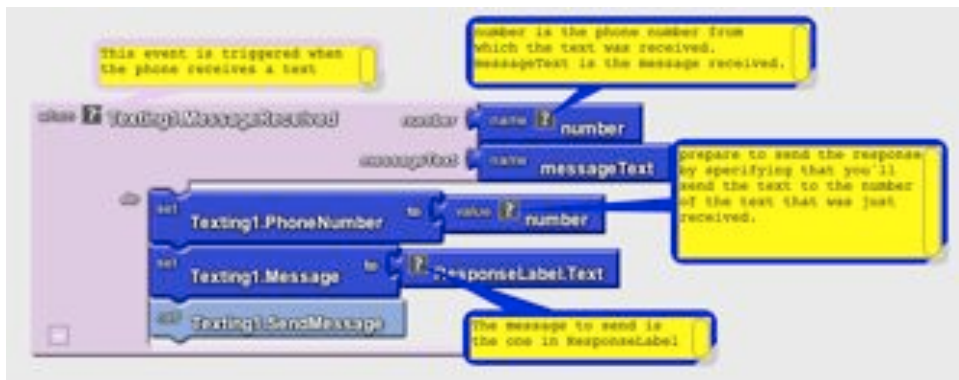 This event is triggered when
the phone receives a text
number is the phone number from
which the text was received.
messageText is the message received.
when ? Texting1.MessageReceived
number name ? number
messageText name messageText
do
set Texting1.PhoneNumber to value ? number
prepare to send the response
by specifying that you'll
send the text to the number
of the text that was just
received.
set Texting1.Message to ? ResponseLabel.Text
call Texting1.SendMessage
The message to send is
the one in ResponseLabel